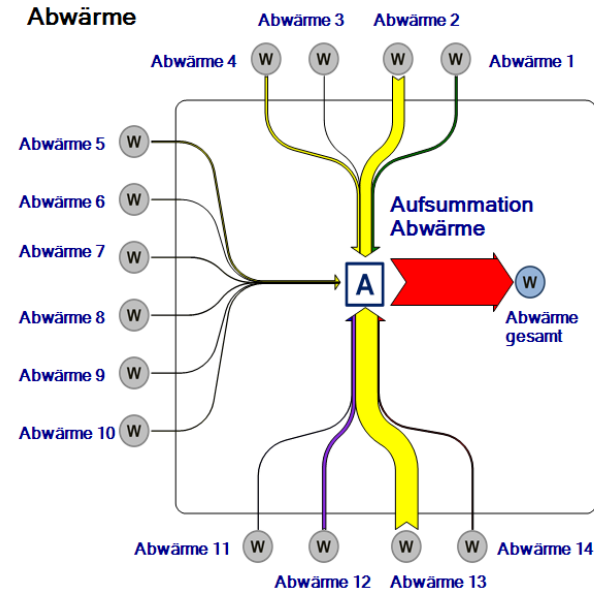 Abwärme
Abwärme 4
Abwärme 3
Abwärme 2
Abwärme 1
W
W
W
W
Abwärme 5
W
Abwärme 6
W
Abwärme 7
W
Abwärme 8
W
Abwärme 9
W
Abwärme 10
W
Aufsummation
Abwärme
A
W
Abwärme
gesamt
Abwärme 11
W
W
W
W
Abwärme 14
Abwärme 12
Abwärme 13